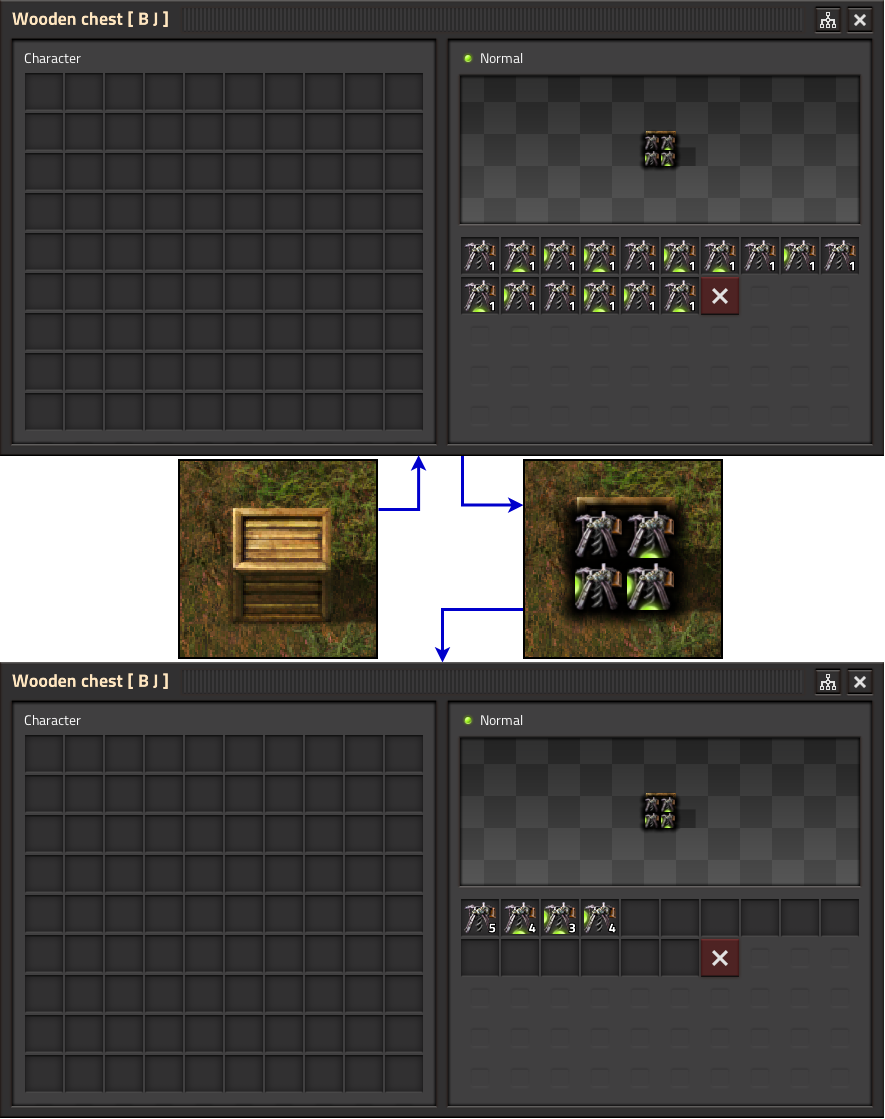 Wooden chest [ B J ]
Character
Normal
1 1 1 1 1 1 1 1 1 1
1 1 1 1 1 1
Wooden chest [ B J ]
Character
Normal
5 4 3 4